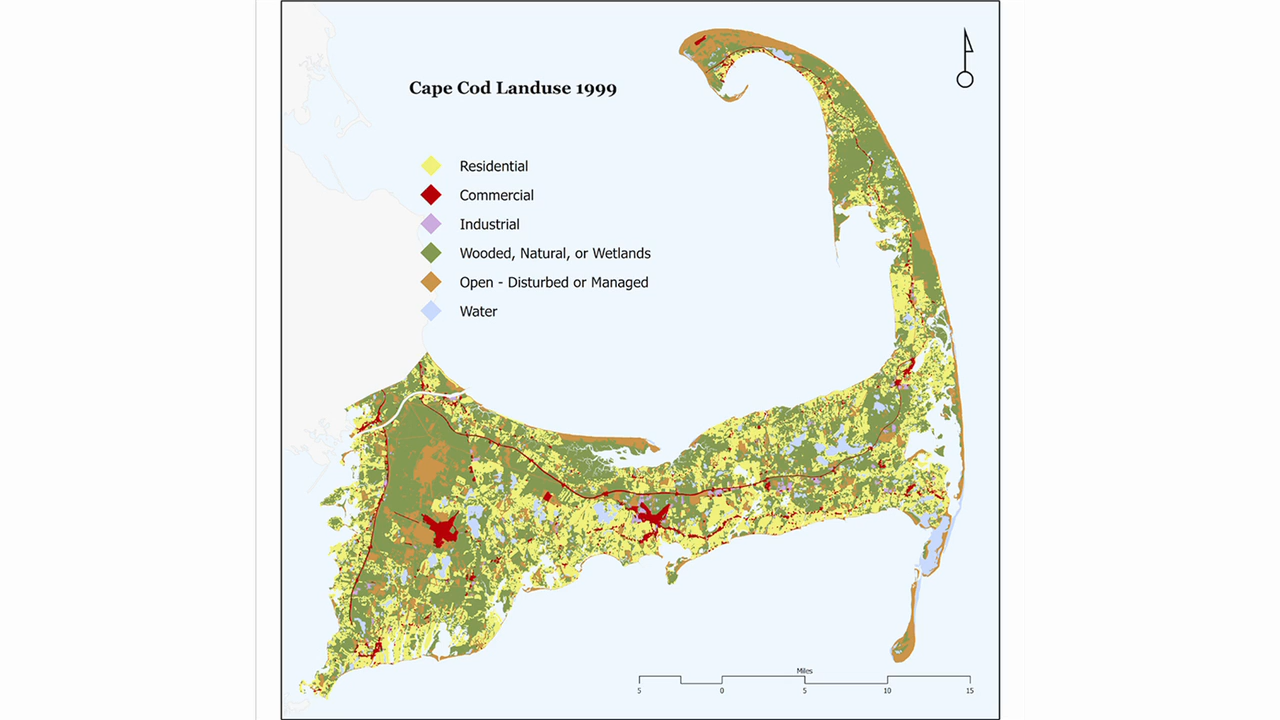 Cape Cod Landuse 1999
Residential
Commercial
Industrial
Wooded, Natural, or Wetlands
Open - Disturbed or Managed
Water
Miles
5 0 5 10 15